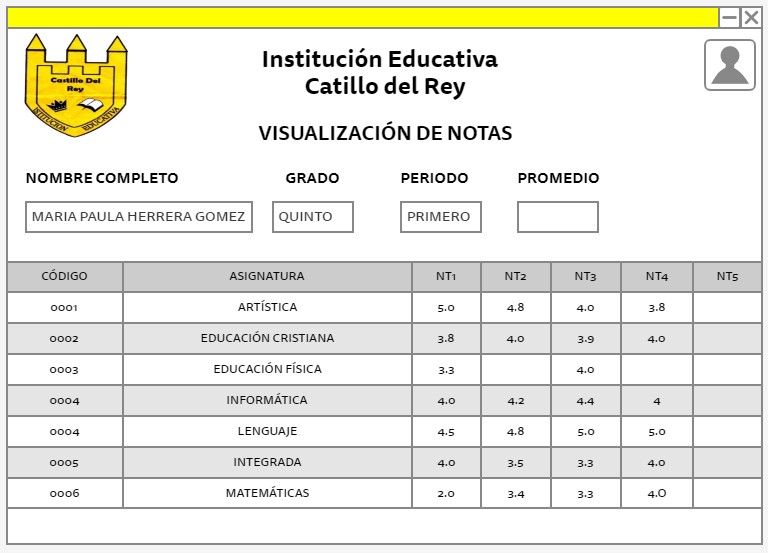 Castillo Del
Rey
ISTITUCION EDUCATIVA
Institución Educativa
Catillo del Rey
VISUALIZACIÓN DE NOTAS
NOMBRE COMPLETO GRADO PERIODO PROMEDIO
MARIA PAULA HERRERA GOMEZ QUINTO PRIMERO
CÓDIGO ASIGNATURA NT1 NT2 NT3 NT4 NT5
0001 ARTÍSTICA 5.0 4.8 4.0 3.8
0002 EDUCACIÓN CRISTIANA 3.8 4.0 3.9 4.0
0003 EDUCACIÓN FÍSICA 3.3 4.0
0004 INFORMÁTICA 4.0 4.2 4.4 4
0004 LENGUAJE 4.5 4.8 5.0 5.0
0005 INTEGRADA 4.0 3.5 3.3 4.0
0006 MATEMÁTICAS 2.0 3.4 3.3 4.O